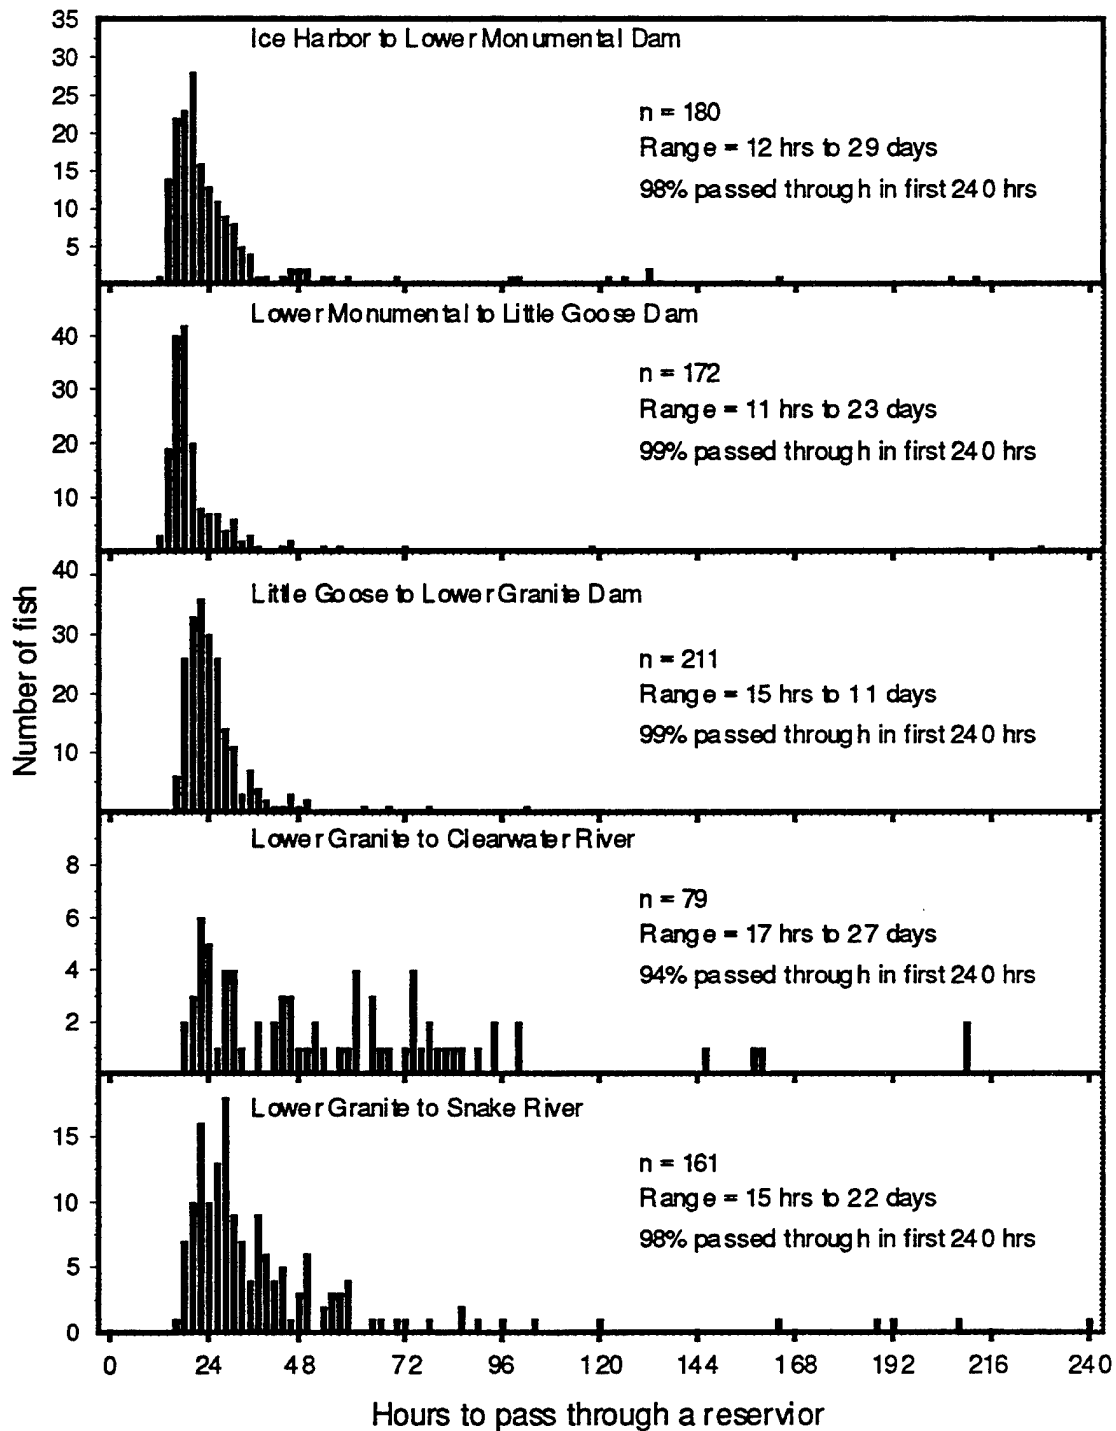 35
30
25
20
15
10
5
Ice Harbor to Lower Monumental Dam
n = 180
Range = 12 hrs to 29 days
98% passed through in first 240 hrs
40
30
20
10
Lower Monumental to Little Goose Dam
n = 172
Range = 11 hrs to 23 days
99% passed through in first 240 hrs
40
30
20
10
Little Goose to Lower Granite Dam
n = 211
Range = 15 hrs to 11 days
99% passed through in first 240 hrs
8
6
4
2
Lower Granite to Clearwater River
n = 79
Range = 17 hrs to 27 days
94% passed through in first 240 hrs
15
10
5
0
Lower Granite to Snake River
n = 161
Range = 15 hrs to 22 days
98% passed through in first 240 hrs
Number of fish
0 24 48 72 96 120 144 168 192 216 240
Hours to pass through a reservior